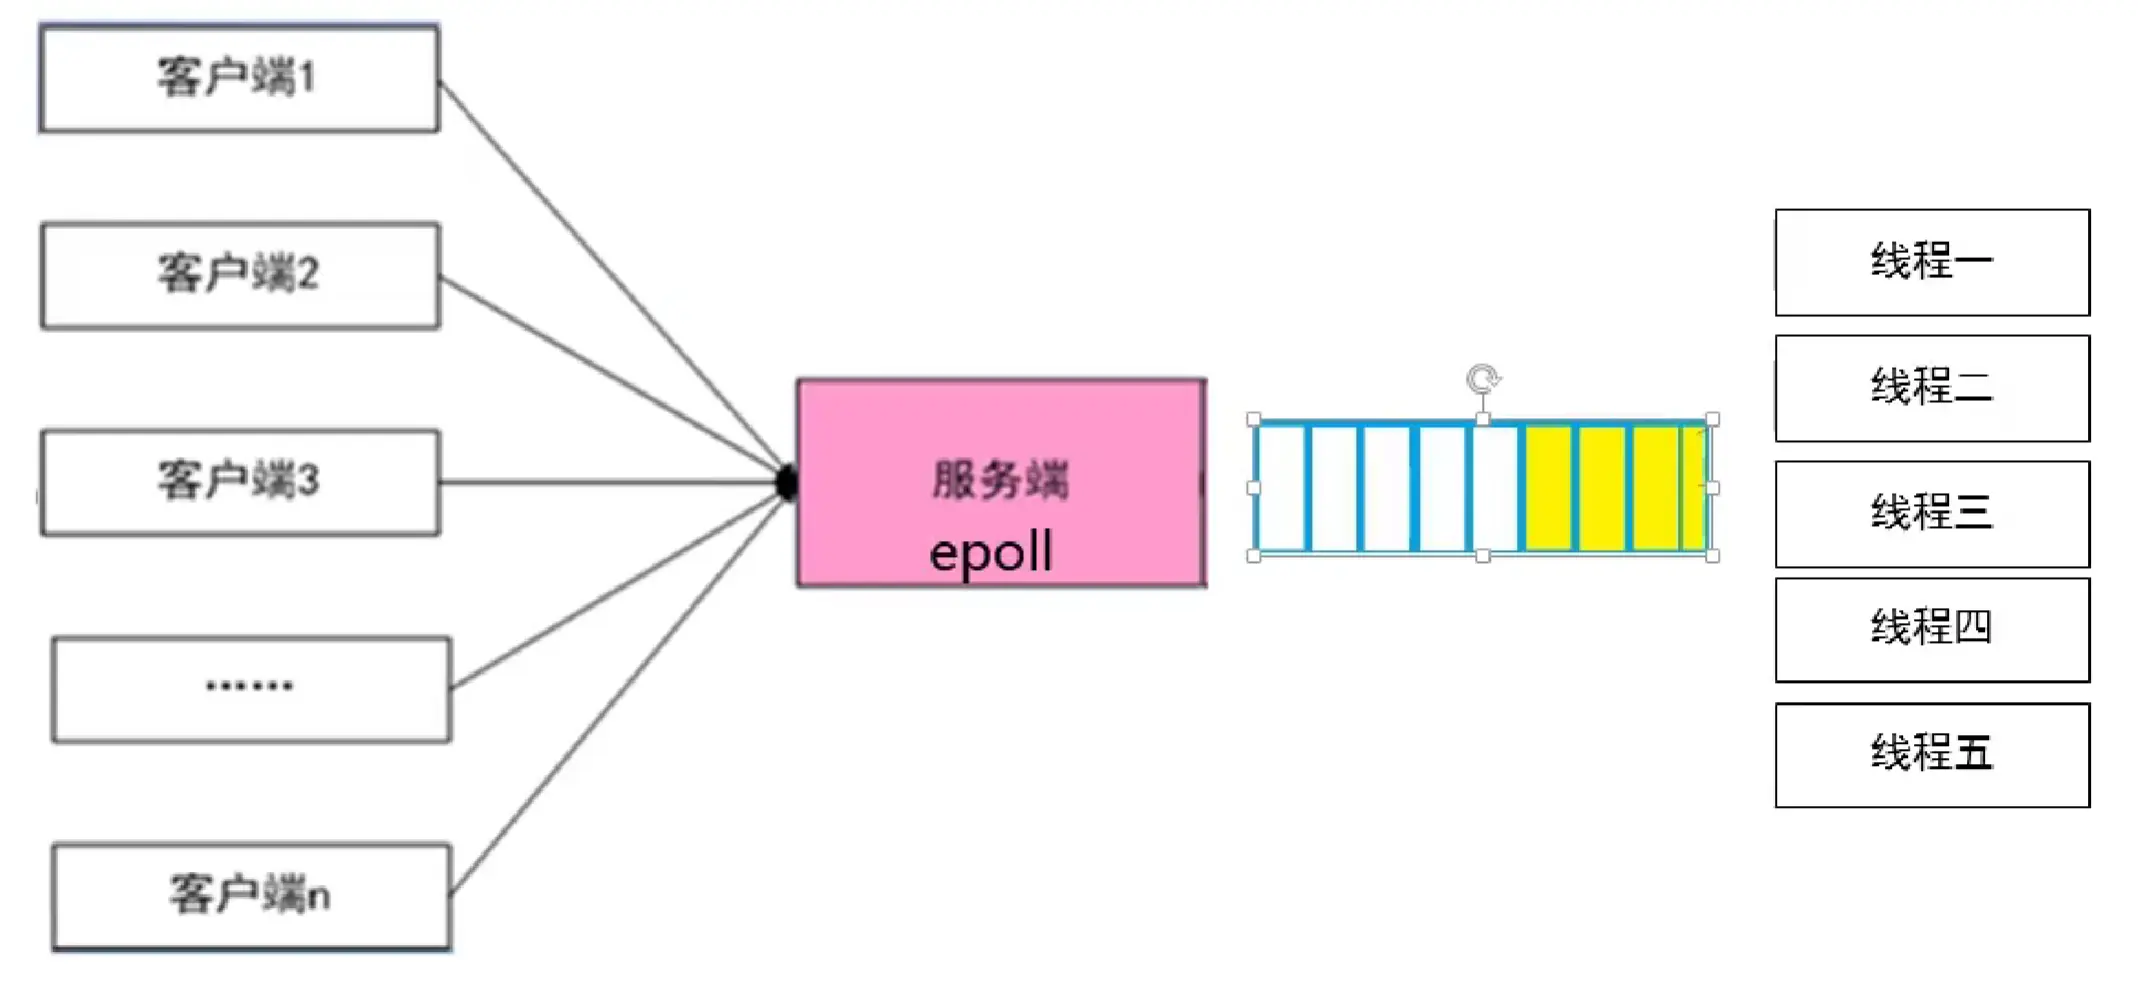 客户端1
客户端2
客户端3
……
客户端n
服务端
epoll
线程一
线程二
线程三
线程四
线程五